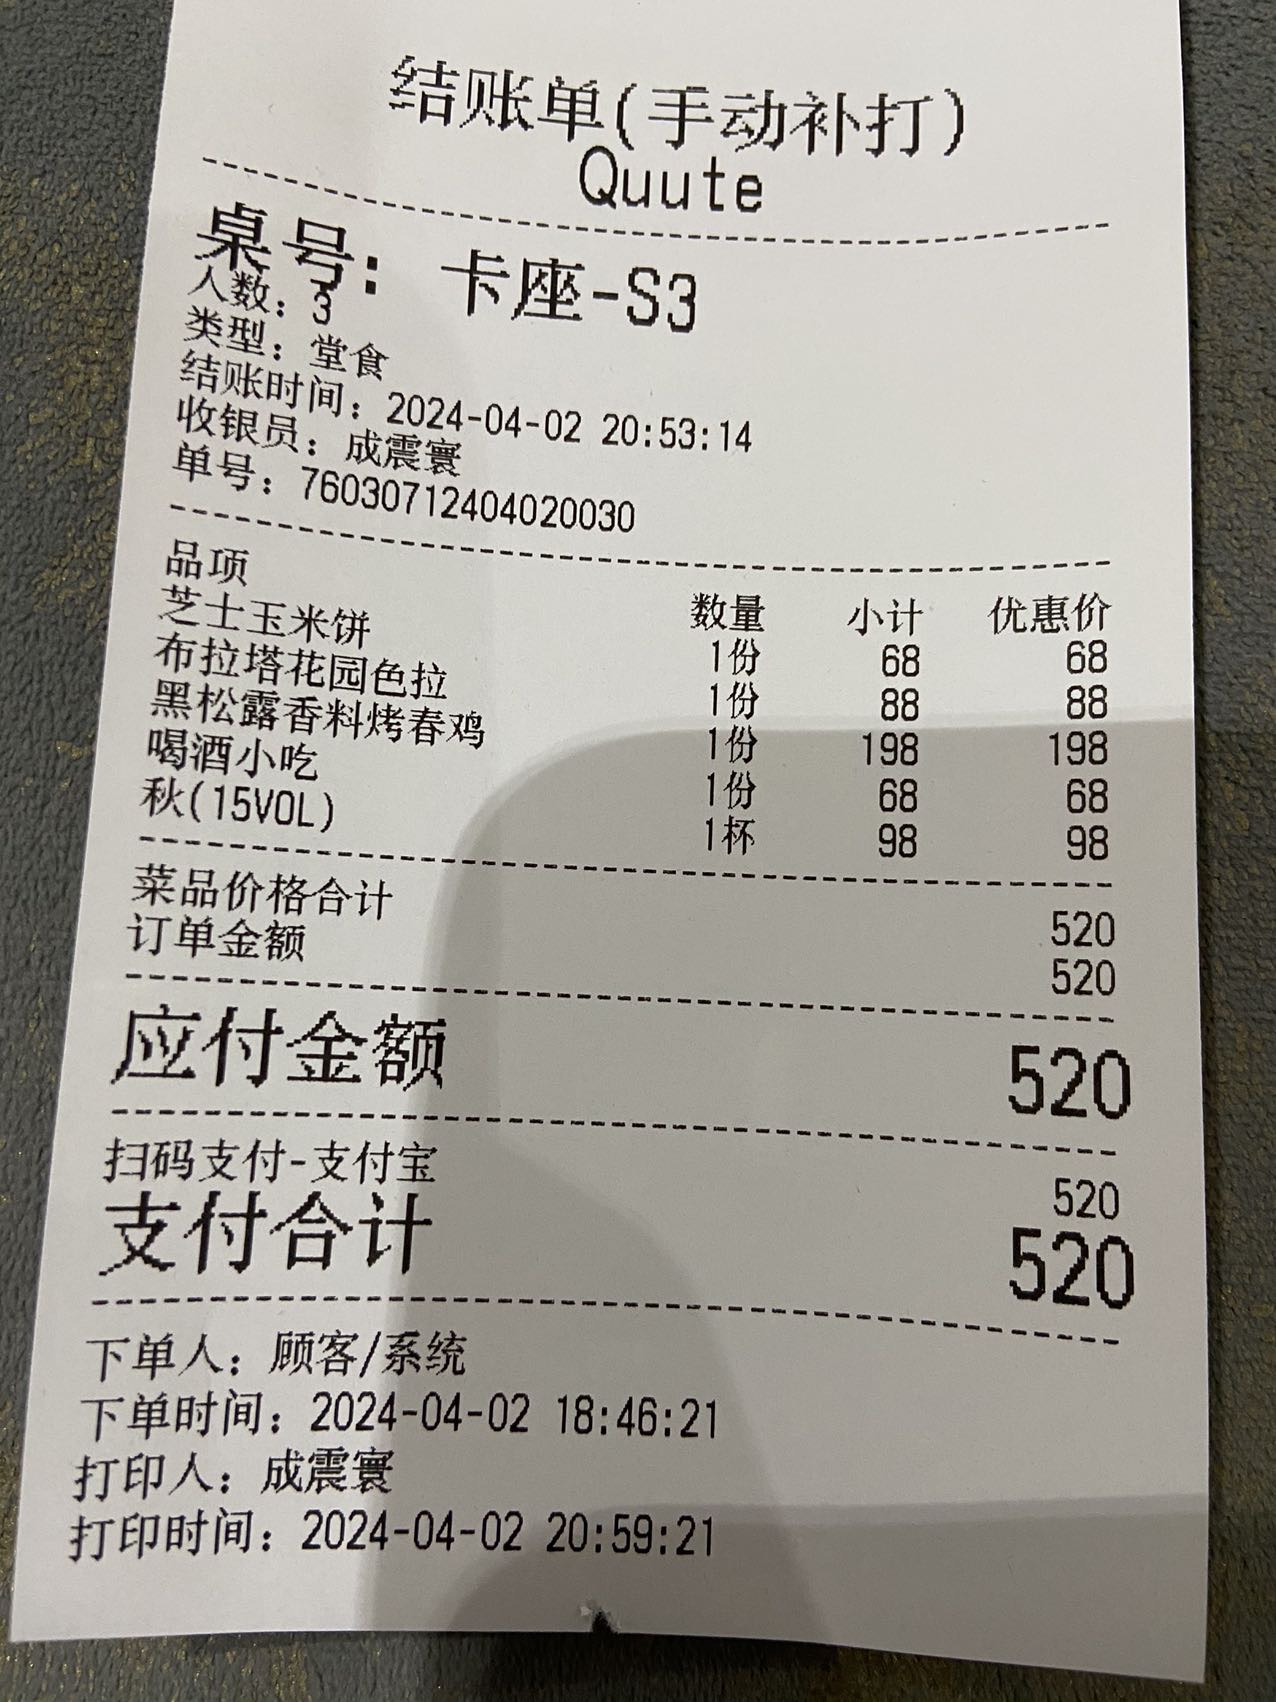 结账单(手动补打)
Quute
桌号: 卡座-S3
人数: 3
类型: 堂食
结账时间: 2024-04-02 20:53:14
收银员: 成震寰
单号: 76030712404020030
品项 数量 小计 优惠价
芝士玉米饼 1份 68 68
布拉塔花园色拉 1份 88 88
黑松露香料烤春鸡 1份 198 198
喝酒小吃 1份 68 68
秋(15VOL) 1杯 98 98
菜品价格合计 520
订单金额 520
应付金额 520
扫码支付-支付宝 520
支付合计 520
下单人: 顾客/系统
下单时间: 2024-04-02 18:46:21
打印人: 成震寰
打印时间: 2024-04-02 20:59:21